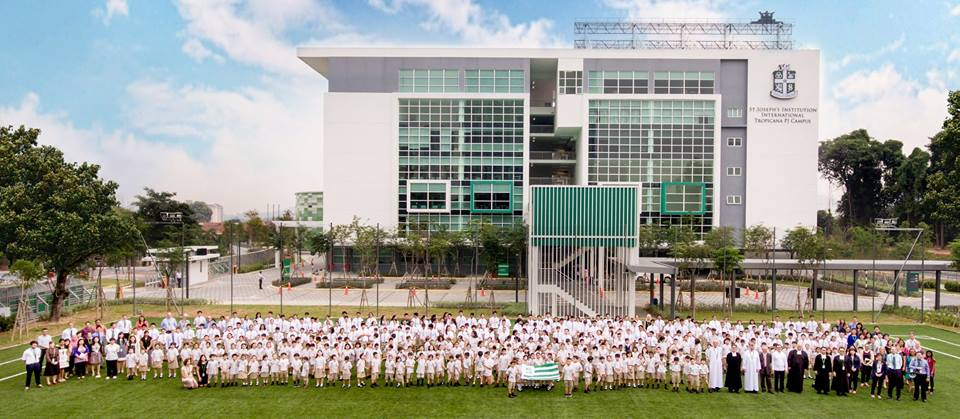 St Joseph's Institution
International
Tropicana PJ Campus